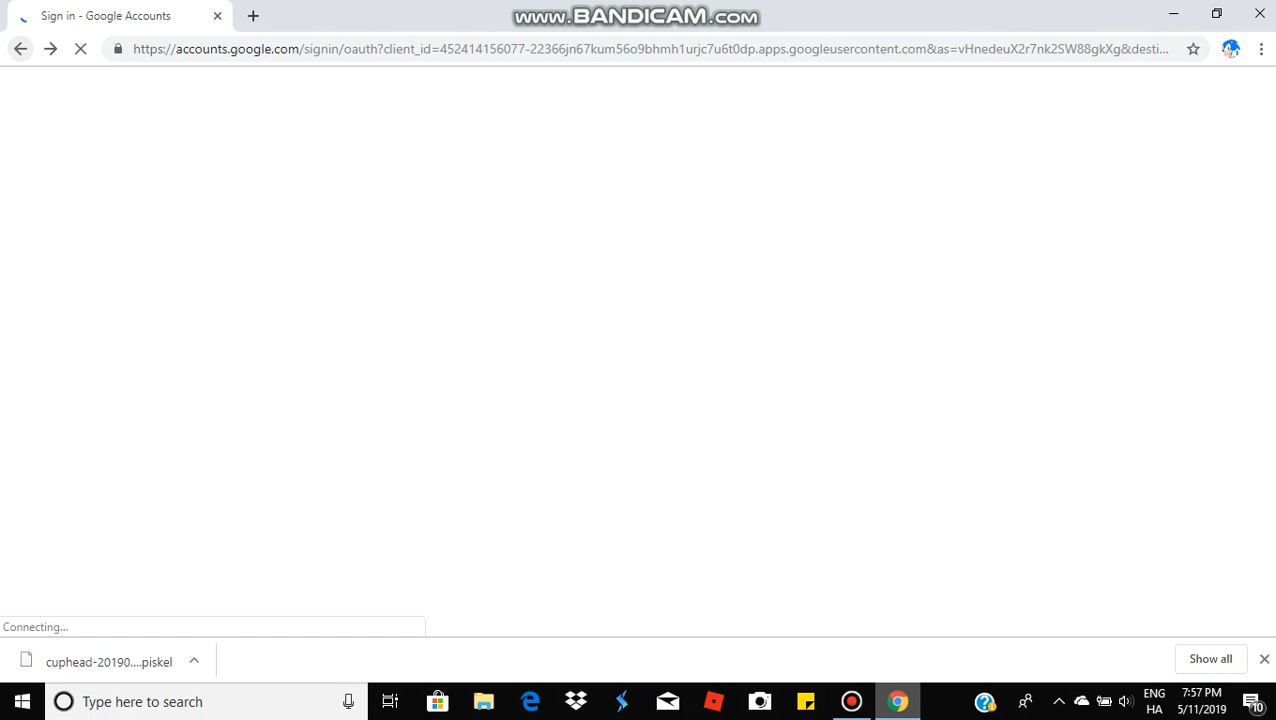 Sign in - Google Accounts
WWW.BANDICAM.COM
https://accounts.google.com/signin/oauth?client_id=452414156077-22366jn67kum56o9bhmh1urjc7u6t0dp.apps.googleusercontent.com&as=vHnedeuX2r7nk2SW88gkXg&desti...
Connecting...
cuphead-20190....piskel
Show all
Type here to search
ENG
HA
7:57 PM
5/11/2019
10